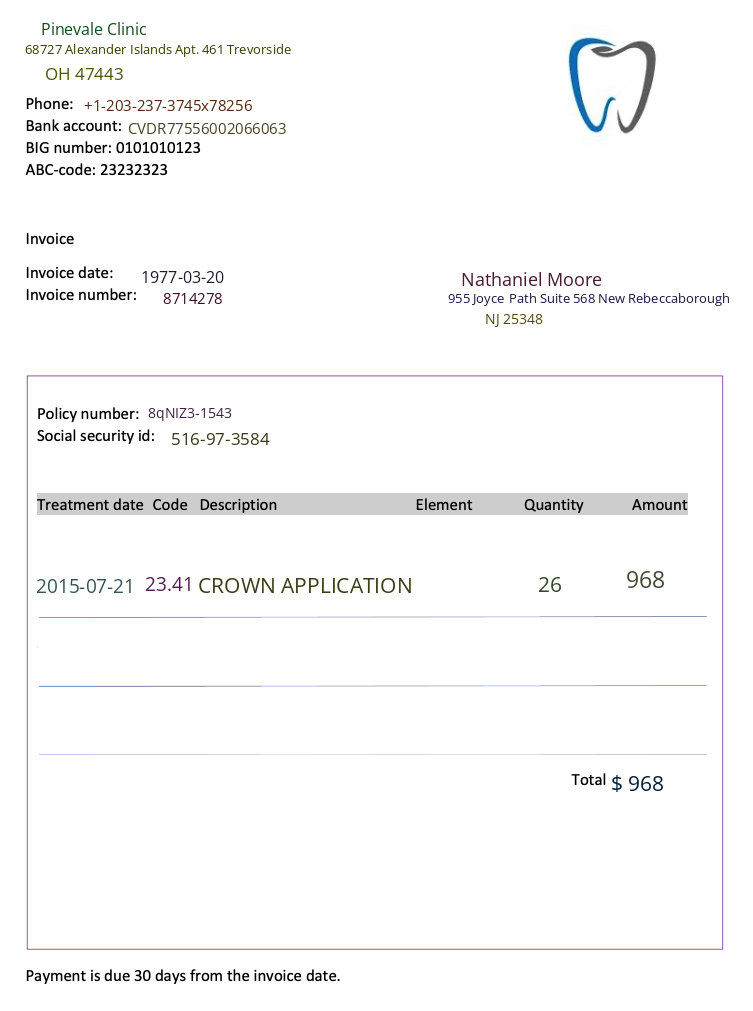 Pinevale Clinic
68727 Alexander Islands Apt. 461 Trevorside
OH 47443
Phone: +1-203-237-3745x78256
Bank account: CVDR77556002066063
BIG number: 0101010123
ABC-code: 23232323
Invoice
Invoice date: 1977-03-20
Invoice number: 8714278
Nathaniel Moore
955 Joyce Path Suite 568 New Rebeccaborough
NJ 25348
Policy number: 8qNIZ3-1543
Social security id: 516-97-3584
Treatment date Code Description Element Quantity Amount
2015-07-21 23.41 CROWN APPLICATION 26 968
Total $ 968
Payment is due 30 days from the invoice date.